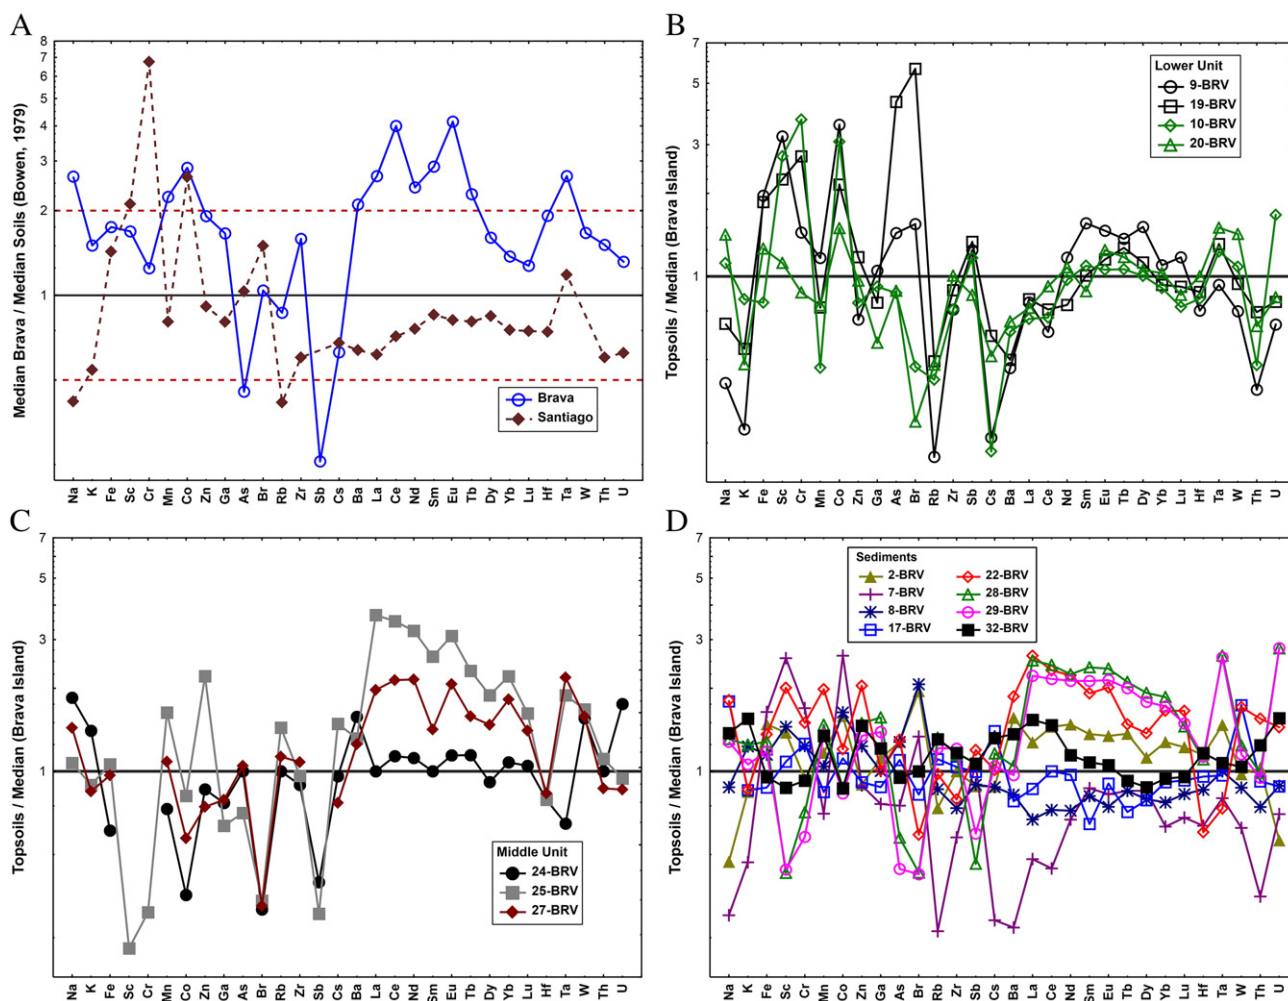 A
Median Brava / Median Soils (Bowen, 1979)
8
7
6
5
4
3
2
1
Brava
Santiago
Na K Fe Sc Cr Mn Co Zn Ga As Br Rb Zr Sb Cs Ba La Ce Nd Sm Eu Tb Dy Yb Lu Hf Ta W Th U
B
Topsoils / Median (Brava Island)
7
5
3
1
Lower Unit
9-BRV
19-BRV
10-BRV
20-BRV
Na K Fe Sc Cr Mn Co Zn Ga As Br Rb Zr Sb Cs Ba La Ce Nd Sm Eu Tb Dy Yb Lu Hf Ta W Th U
C
Topsoils / Median (Brava Island)
7
5
3
1
Middle Unit
24-BRV
25-BRV
27-BRV
Na K Fe Sc Cr Mn Co Zn Ga As Br Rb Zr Sb Cs Ba La Ce Nd Sm Eu Tb Dy Yb Lu Hf Ta W Th U
D
Topsoils / Median (Brava Island)
7
5
3
1
Sediments
2-BRV 22-BRV
7-BRV 28-BRV
8-BRV 29-BRV
17-BRV 32-BRV
Na K Fe Sc Cr Mn Co Zn Ga As Br Rb Zr Sb Cs Ba La Ce Nd Sm Eu Tb Dy Yb Lu Hf Ta W Th U